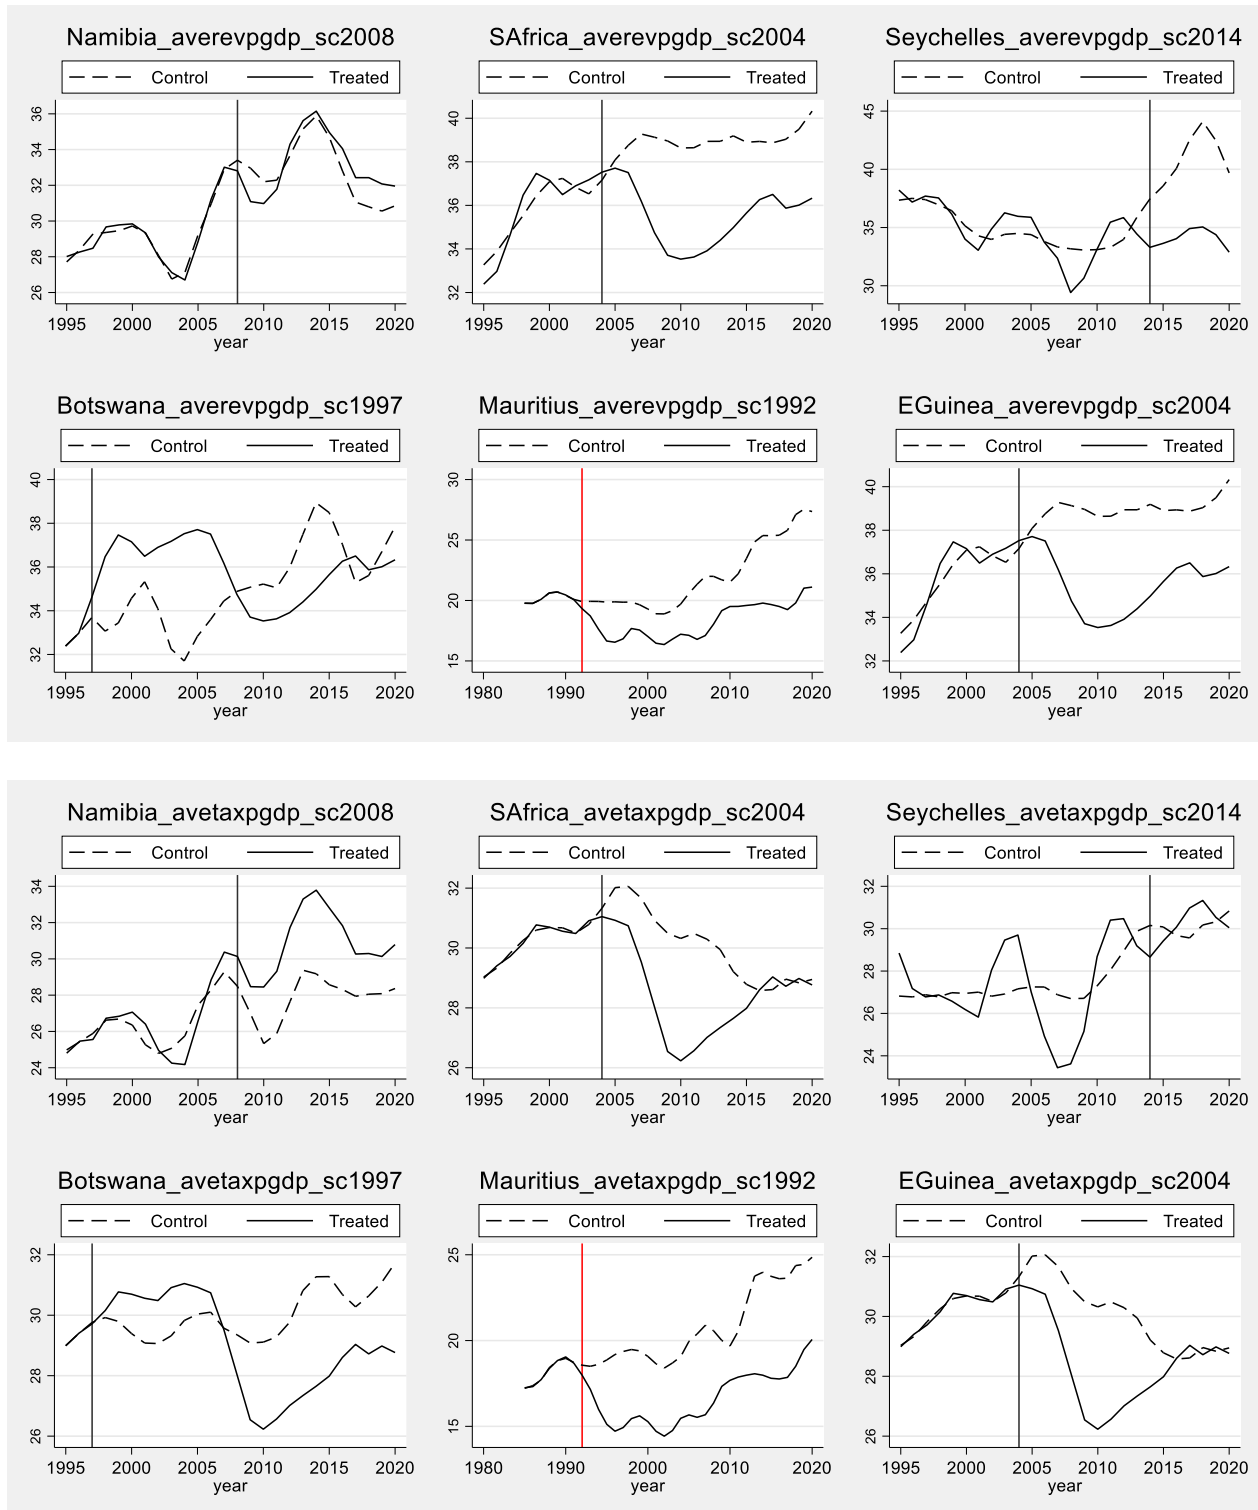 Namibia_averevpgdp_sc2008
SAfrica_averevpgdp_sc2004
Seychelles_averevpgdp_sc2014
Control Treated
Control Treated
Control Treated
36
34
32
30
28
26
1995 2000 2005 2010 2015 2020
year
40
38
36
34
32
1995 2000 2005 2010 2015 2020
year
45
40
35
30
1995 2000 2005 2010 2015 2020
year
Botswana_averevpgdp_sc1997
Mauritius_averevpgdp_sc1992
EGuinea_averevpgdp_sc2004
Control Treated
Control Treated
Control Treated
40
38
36
34
32
1995 2000 2005 2010 2015 2020
year
30
25
20
15
1980 1990 2000 2010 2020
year
40
38
36
34
32
1995 2000 2005 2010 2015 2020
year
Namibia_avetaxpgdp_sc2008
SAfrica_avetaxpgdp_sc2004
Seychelles_avetaxpgdp_sc2014
Control Treated
Control Treated
Control Treated
34
32
30
28
26
24
1995 2000 2005 2010 2015 2020
year
32
30
28
26
1995 2000 2005 2010 2015 2020
year
32
30
28
26
24
1995 2000 2005 2010 2015 2020
year
Botswana_avetaxpgdp_sc1997
Mauritius_avetaxpgdp_sc1992
EGuinea_avetaxpgdp_sc2004
Control Treated
Control Treated
Control Treated
32
30
28
26
1995 2000 2005 2010 2015 2020
year
25
20
15
1980 1990 2000 2010 2020
year
32
30
28
26
1995 2000 2005 2010 2015 2020
year